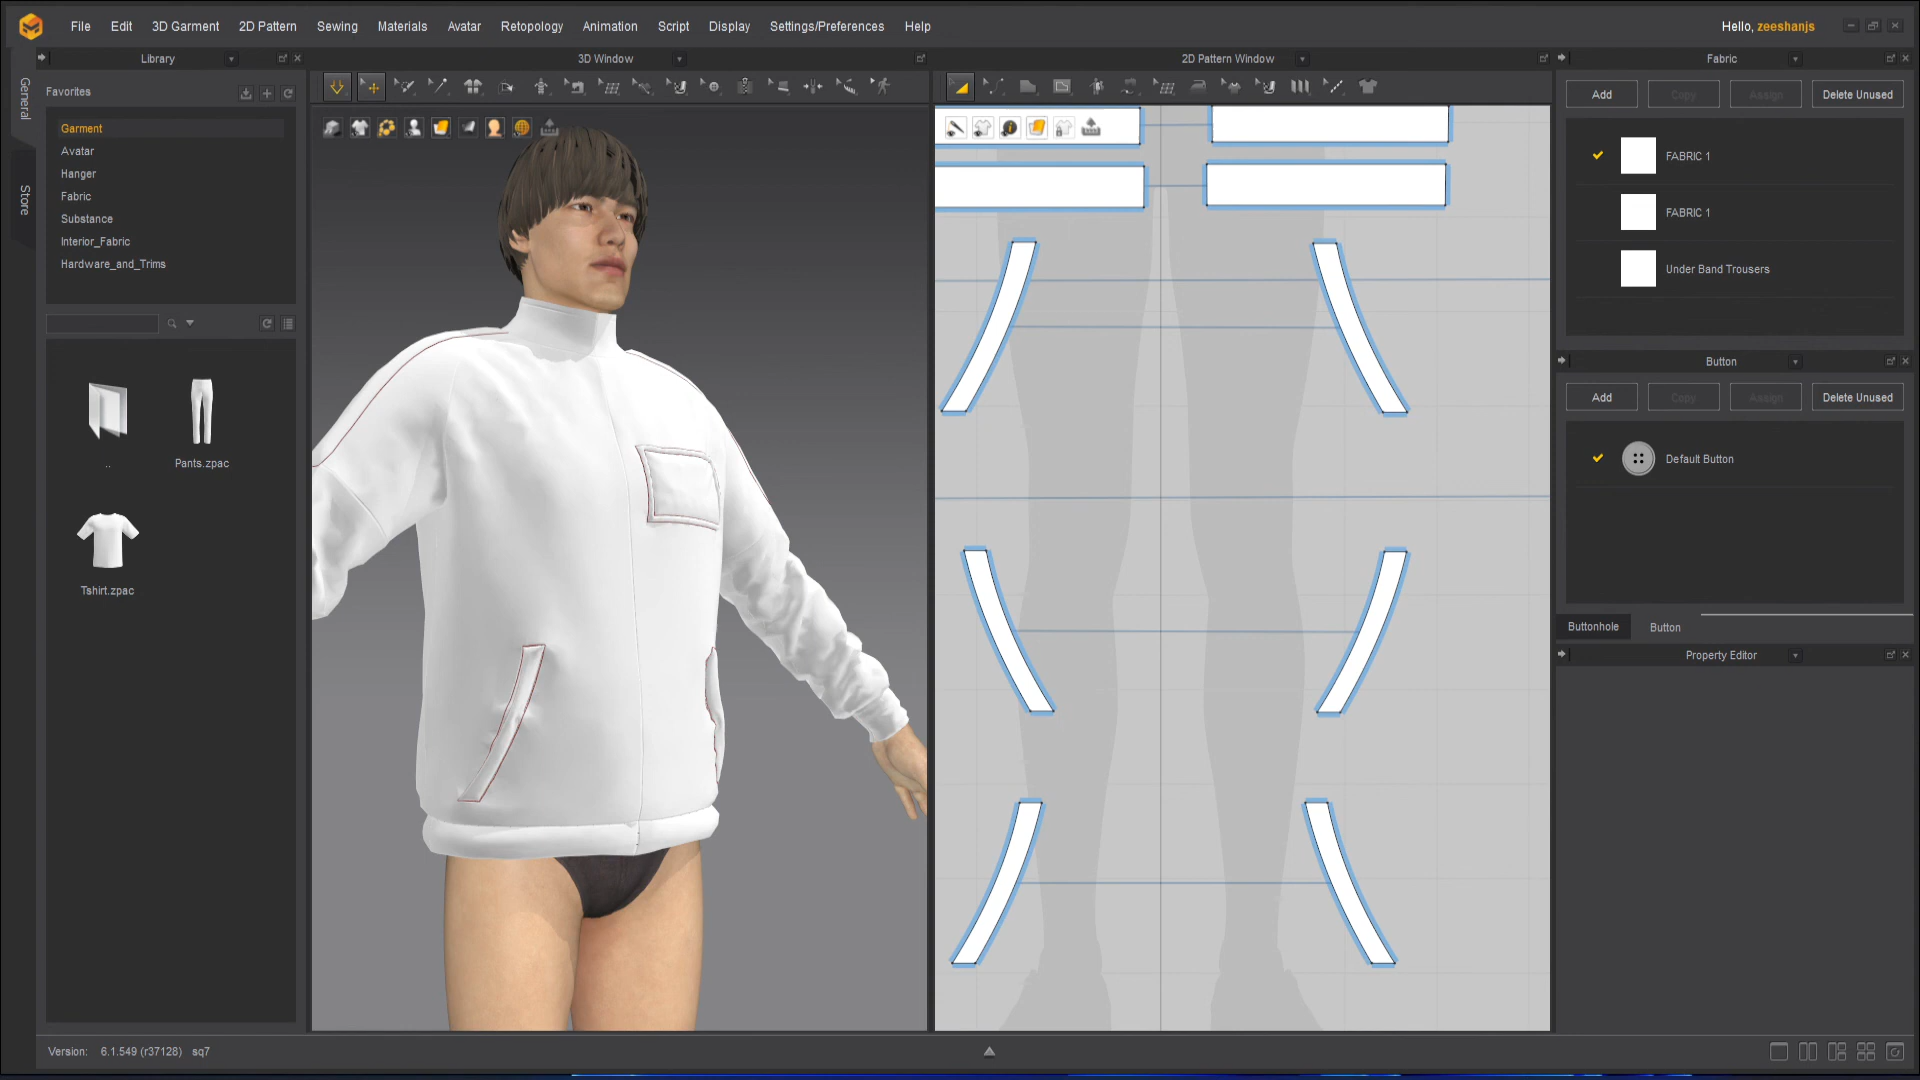 File Edit 3D Garment 2D Pattern Sewing Materials Avatar Retopology Animation Script Display Settings/Preferences Help
Hello, zeeshanjs
Library
3D Window
2D Pattern Window
Fabric
General
Store
Favorites
Garment
Avatar
Hanger
Fabric
Substance
Interior_Fabric
Hardware_and_Trims
..
Pants.zpac
Tshirt.zpac
Add Copy Assign Delete Unused
FABRIC 1
FABRIC 1
Under Band Trousers
Button
Add Copy Assign Delete Unused
Default Button
Buttonhole Button
Property Editor
Version: 6.1.549 (r37128) sq7